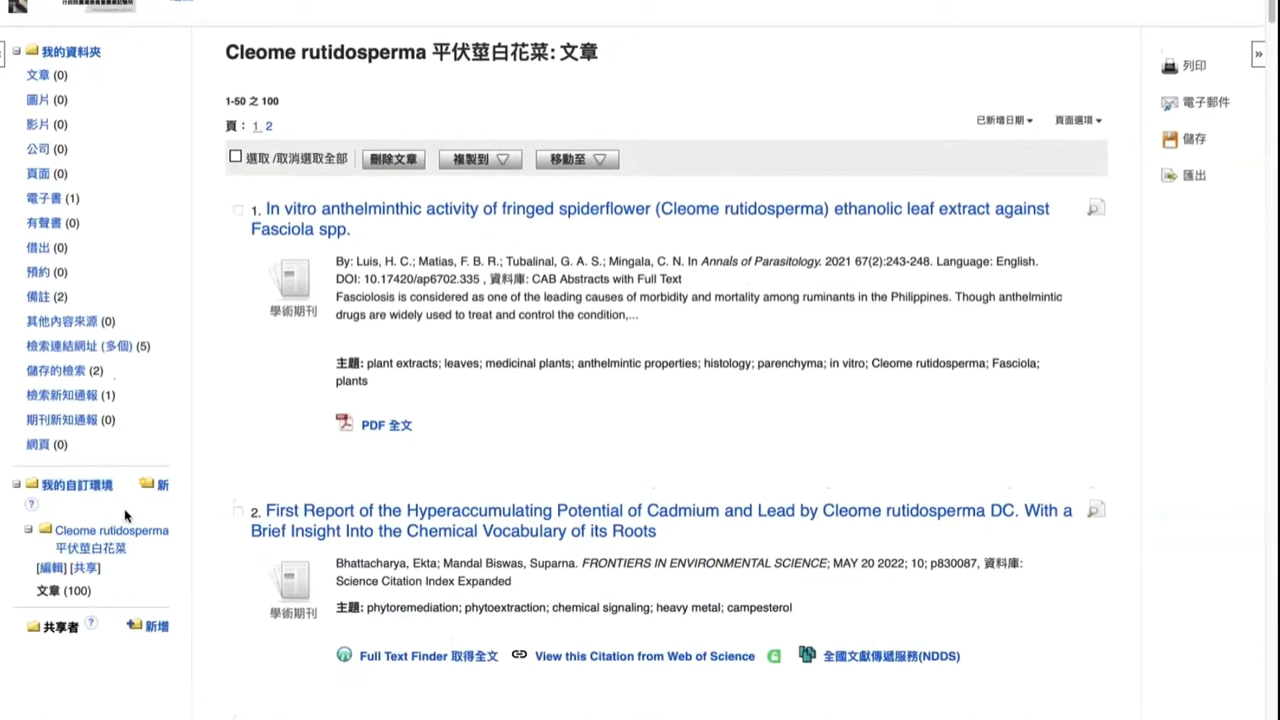 我的資料夾
文章 (0)
圖片 (0)
影片 (0)
公司 (0)
頁面 (0)
電子書 (1)
有聲書 (0)
借出 (0)
預約 (0)
備註 (2)
其他內容來源 (0)
檢索連結網址 (多個) (5)
儲存的檢索 (2)
檢索新知通報 (1)
期刊新知通報 (0)
網頁 (0)
我的自訂環境 新
?
Cleome rutidosperma
平伏莖白花菜
[編輯] [共享]
文章 (100)
共享者 ? 新增
Cleome rutidosperma 平伏莖白花菜: 文章
1-50 之 100
頁： 1 2
已新增日期 頁面選項
選取 /取消選取全部 刪除文章 複製到 移動至
1. In vitro anthelminthic activity of fringed spiderflower (Cleome rutidosperma) ethanolic leaf extract against
Fasciola spp.
學術期刊
By: Luis, H. C.; Matias, F. B. R.; Tubalinal, G. A. S.; Mingala, C. N. In Annals of Parasitology. 2021 67(2):243-248. Language: English.
DOI: 10.17420/ap6702.335 , 資料庫: CAB Abstracts with Full Text
Fasciolosis is considered as one of the leading causes of morbidity and mortality among ruminants in the Philippines. Though anthelmintic
drugs are widely used to treat and control the condition,...
主題: plant extracts; leaves; medicinal plants; anthelmintic properties; histology; parenchyma; in vitro; Cleome rutidosperma; Fasciola;
plants
PDF 全文
2. First Report of the Hyperaccumulating Potential of Cadmium and Lead by Cleome rutidosperma DC. With a
Brief Insight Into the Chemical Vocabulary of its Roots
學術期刊
Bhattacharya, Ekta; Mandal Biswas, Suparna. FRONTIERS IN ENVIRONMENTAL SCIENCE; MAY 20 2022; 10; p830087, 資料庫:
Science Citation Index Expanded
主題: phytoremediation; phytoextraction; chemical signaling; heavy metal; campesterol
Full Text Finder 取得全文 View this Citation from Web of Science 全國文獻傳遞服務(NDDS)
»
列印
電子郵件
儲存
匯出